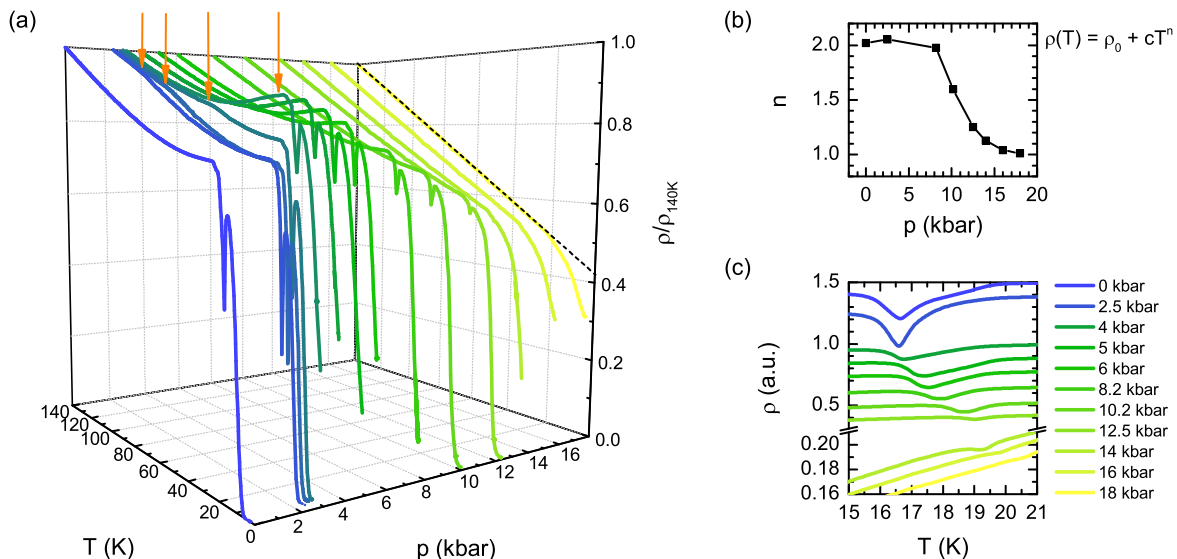 (a)
1.0
0.8
0.6
0.4
0.2
0.0
ρ/ρ140K
140
120
100
80
60
40
20
T (K)
0
2
4
6
8
10
12
14
16
p (kbar)
(b)
2.0
1.5
1.0
n
0
5
10
15
20
p (kbar)
ρ(T) = ρ0 + cTⁿ
(c)
1.5
1.0
0.5
0.20
0.18
0.16
ρ (a.u.)
15 16 17 18 19 20 21
T (K)
0 kbar
2.5 kbar
4 kbar
5 kbar
6 kbar
8.2 kbar
10.2 kbar
12.5 kbar
14 kbar
16 kbar
18 kbar